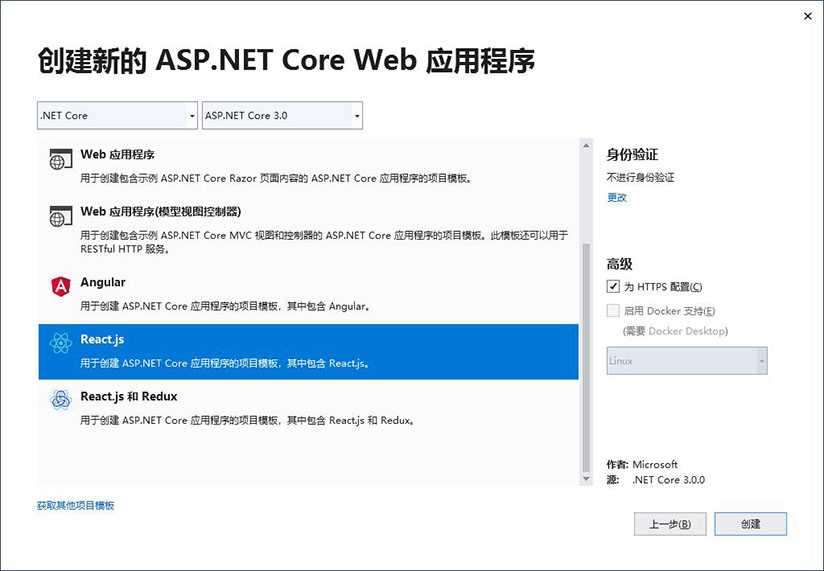 创建新的 ASP.NET Core Web 应用程序
.NET Core
ASP.NET Core 3.0
Web 应用程序
用于创建包含示例 ASP.NET Core Razor 页面内容的 ASP.NET Core 应用程序的项目模板。
Web 应用程序(模型视图控制器)
用于创建包含示例 ASP.NET Core MVC 视图和控制器的 ASP.NET Core 应用程序的项目模板。此模板还可以用于
RESTful HTTP 服务。
Angular
用于创建 ASP.NET Core 应用程序的项目模板，其中包含 Angular。
React.js
用于创建 ASP.NET Core 应用程序的项目模板，其中包含 React.js。
React.js 和 Redux
用于创建 ASP.NET Core 应用程序的项目模板，其中包含 React.js 和 Redux。
获取其他项目模板
身份验证
不进行身份验证
更改
高级
为 HTTPS 配置(C)
启用 Docker 支持(E)
(需要 Docker Desktop)
Linux
作者: Microsoft
源: .NET Core 3.0.0
上一步(B)
创建